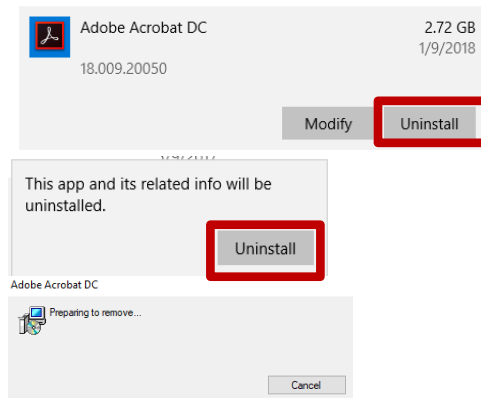 Adobe Acrobat DC 2.72 GB
1/9/2018
18.009.20050
Modify Uninstall
This app and its related info will be
uninstalled.
Uninstall
Adobe Acrobat DC
Preparing to remove...
Cancel